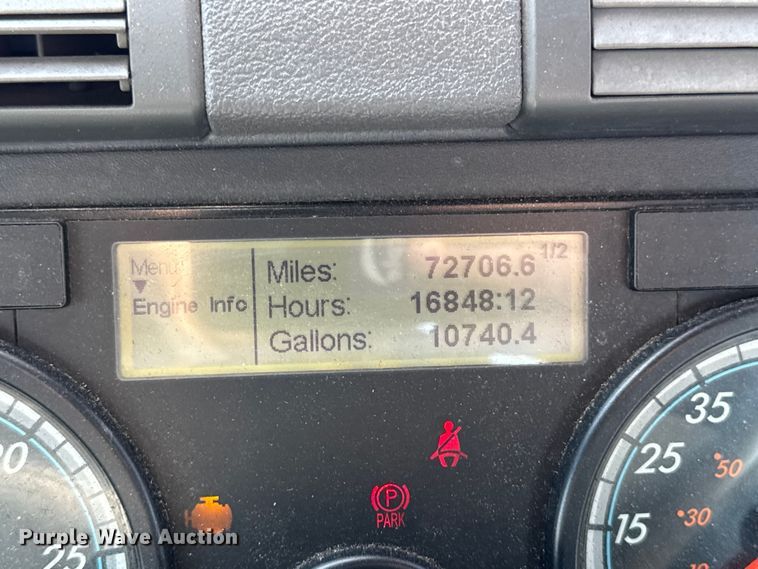 Menu
Engine Info
1/2
Miles: 72706.6
Hours: 16848:12
Gallons: 10740.4
35
25
50
15
30
PARK
25
Purple Wave Auction